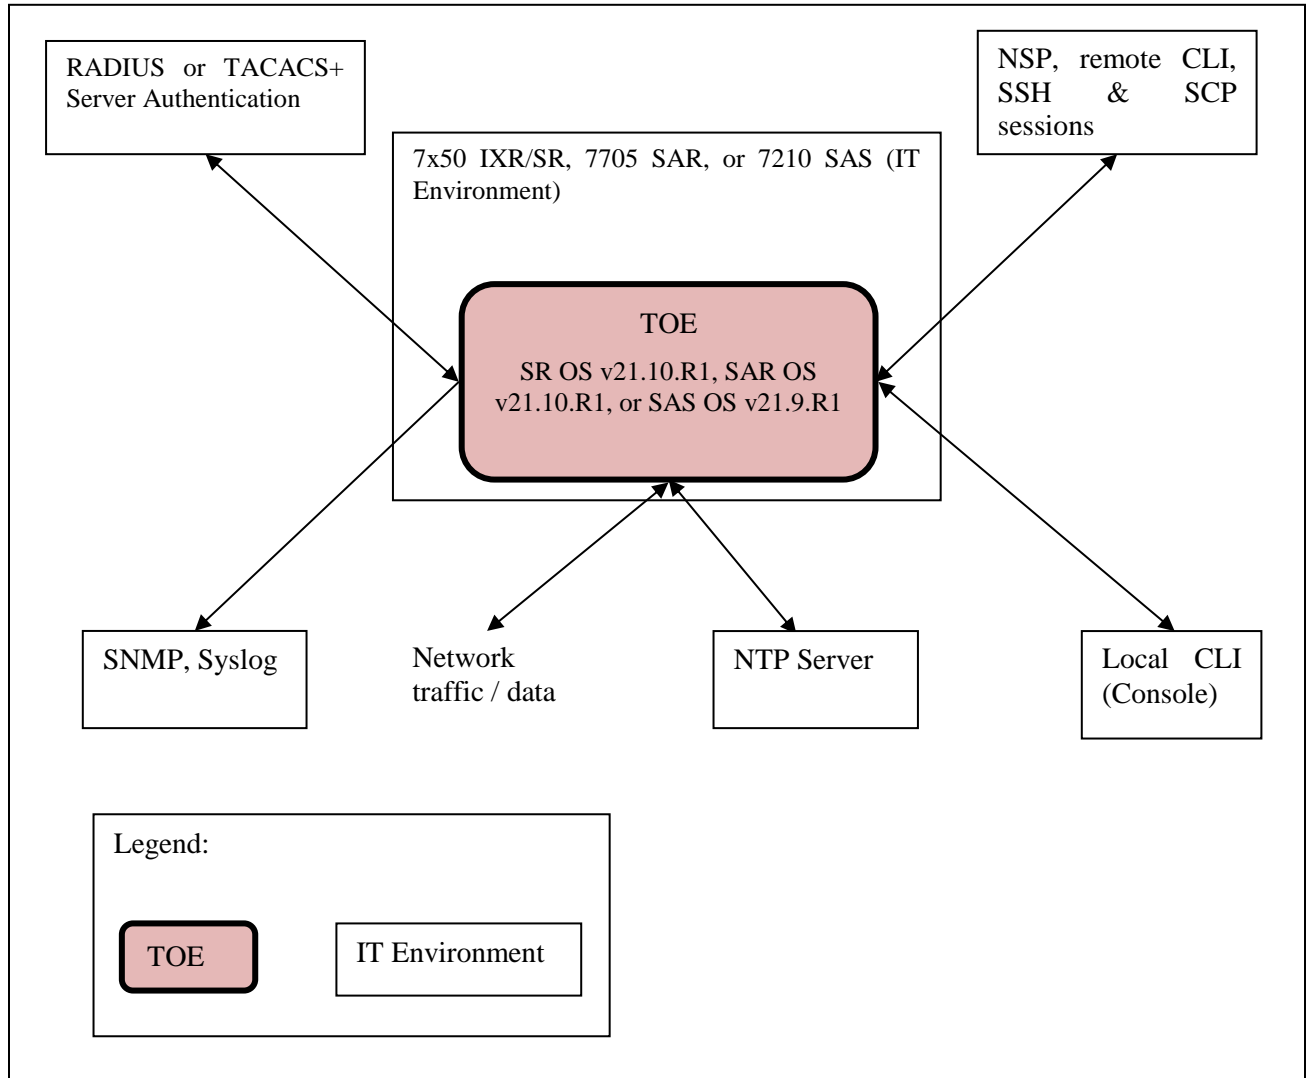 RADIUS or TACACS+
Server Authentication
NSP, remote CLI,
SSH & SCP
sessions
7x50 IXR/SR, 7705 SAR, or 7210 SAS (IT
Environment)
TOE
SR OS v21.10.R1, SAR OS
v21.10.R1, or SAS OS v21.9.R1
SNMP, Syslog
Network
traffic / data
NTP Server
Local CLI
(Console)
Legend:
TOE
IT Environment